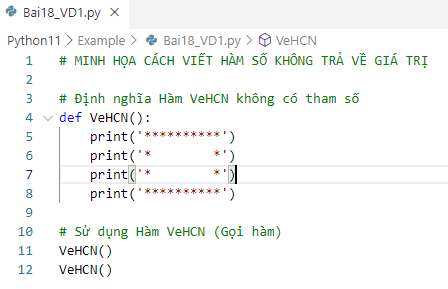 Bai18_VD1.py ×
Python11 > Example > Bai18_VD1.py > VeHCN
1 # MINH HỌA CÁCH VIẾT HÀM SỐ KHÔNG TRẢ VỀ GIÁ TRỊ
2
3 # Định nghĩa Hàm VeHCN không có tham số
4 def VeHCN():
5     print('**********')
6     print('*        *')
7     print('*        *')
8     print('**********')
9
10 # Sử dụng Hàm VeHCN (Gọi hàm)
11 VeHCN()
12 VeHCN()